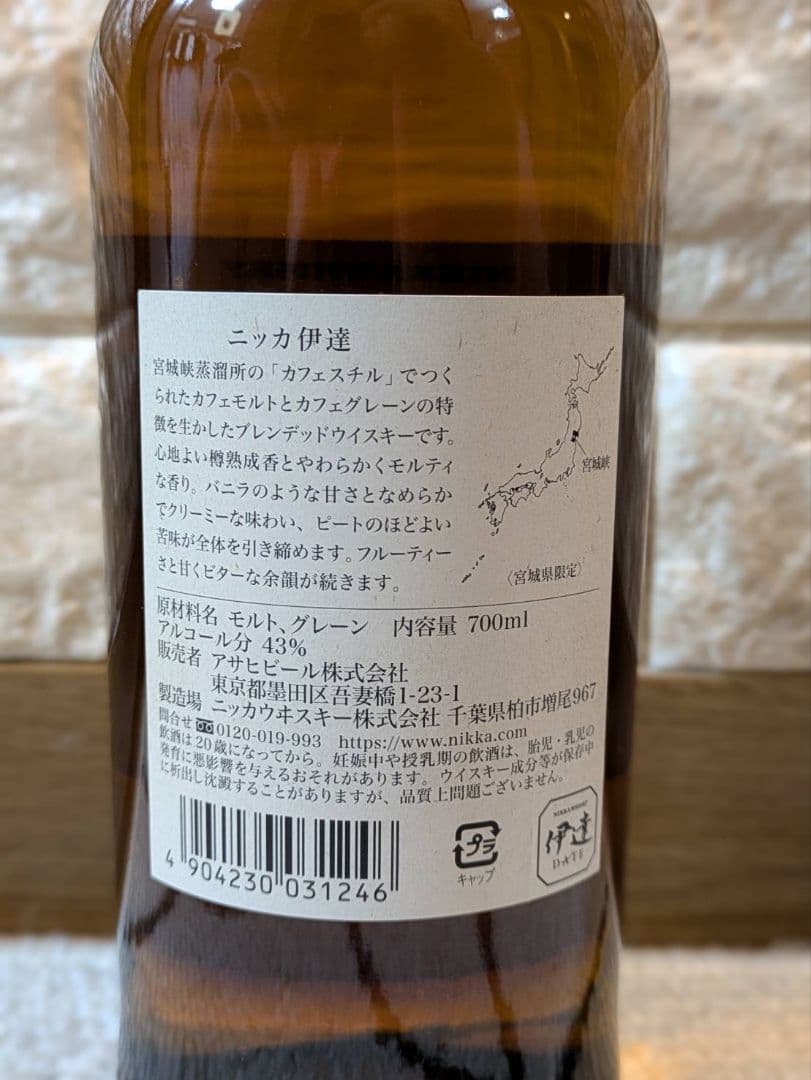 ニッカ伊達
宮城峡蒸溜所の「カフェスチル」でつく
られたカフェモルトとカフェグレーンの特
徴を生かしたブレンデッドウイスキーです。
心地よい樽熟成香とやわらかくモルティ
な香り。バニラのような甘さとなめらか
でクリーミーな味わい、ピートのほどよい
苦味が全体を引き締めます。フルーティー
さと甘くビターな余韻が続きます。
宮城峡
〈宮城県限定〉
原材料名 モルト、グレーン 内容量 700ml
アルコール分 43%
販売者 アサヒビール株式会社
東京都墨田区吾妻橋1-23-1
製造場 ニッカウヰスキー株式会社 千葉県柏市増尾967
問合せ 0120-019-993 https://www.nikka.com
飲酒は20歳になってから。妊娠中や授乳期の飲酒は、胎児・乳児の
発育に悪影響を与えるおそれがあります。ウイスキー成分等が保存中
に析出し沈澱することがありますが、品質上問題ございません。
4 904230 031246
プラ
キャップ
NIKKA WHISKY
伊達
DATE